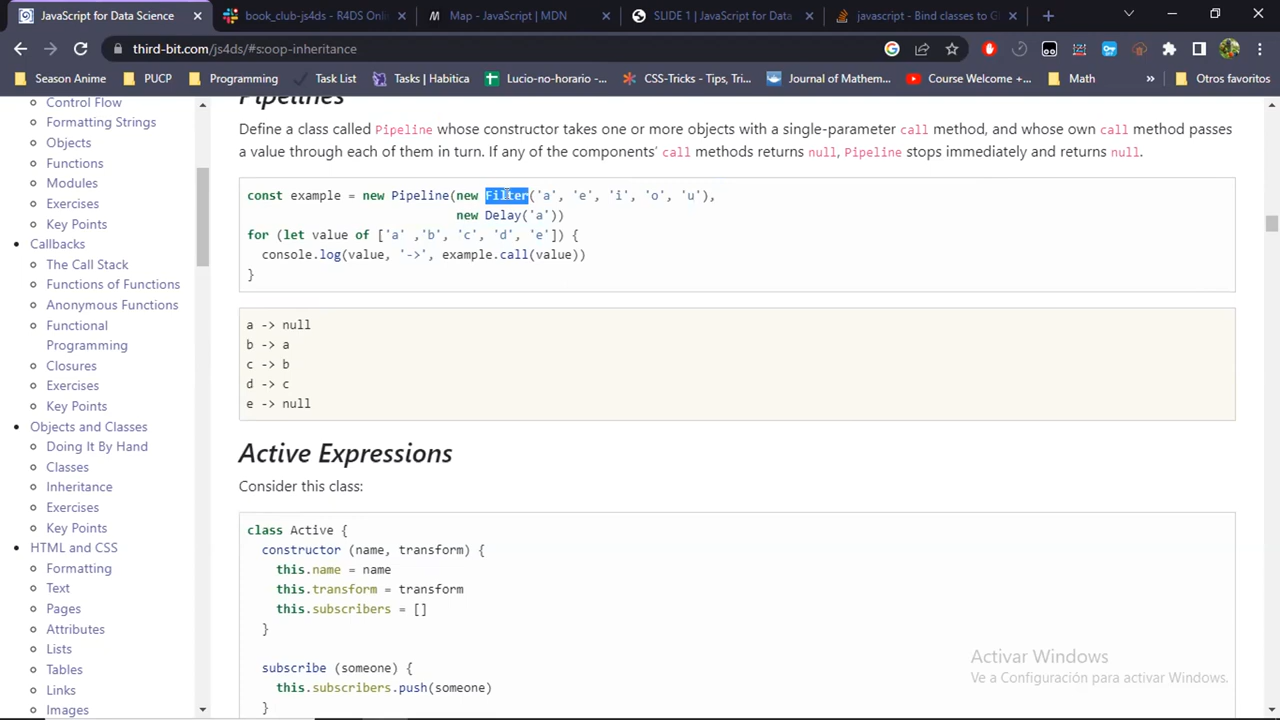 JavaScript for Data Science
book_club-js4ds - R4DS Onli
Map - JavaScript | MDN
SLIDE 1 | JavaScript for Data
javascript - Bind classes to Gl
third-bit.com/js4ds/#s:oop-inheritance
Season Anime
PUCP
Programming
Task List
Tasks | Habitica
Lucio-no-horario -...
CSS-Tricks - Tips, Tri...
Journal of Mathem...
Course Welcome +...
Math
»
Otros favoritos
Control Flow
Formatting Strings
Objects
Functions
Modules
Exercises
Key Points
Callbacks
The Call Stack
Functions of Functions
Anonymous Functions
Functional
Programming
Closures
Exercises
Key Points
Objects and Classes
Doing It By Hand
Classes
Inheritance
Exercises
Key Points
HTML and CSS
Formatting
Text
Pages
Attributes
Lists
Tables
Links
Images
Pipelines
Define a class called Pipeline whose constructor takes one or more objects with a single-parameter call method, and whose own call method passes
a value through each of them in turn. If any of the components’ call methods returns null, Pipeline stops immediately and returns null.
const example = new Pipeline(new Filter('a', 'e', 'i', 'o', 'u'),
new Delay('a'))
for (let value of ['a' ,'b', 'c', 'd', 'e']) {
console.log(value, '->', example.call(value))
}
a -> null
b -> a
c -> b
d -> c
e -> null
Active Expressions
Consider this class:
class Active {
constructor (name, transform) {
this.name = name
this.transform = transform
this.subscribers = []
}
subscribe (someone) {
this.subscribers.push(someone)
}
Activar Windows
Ve a Configuración para activar Windows.